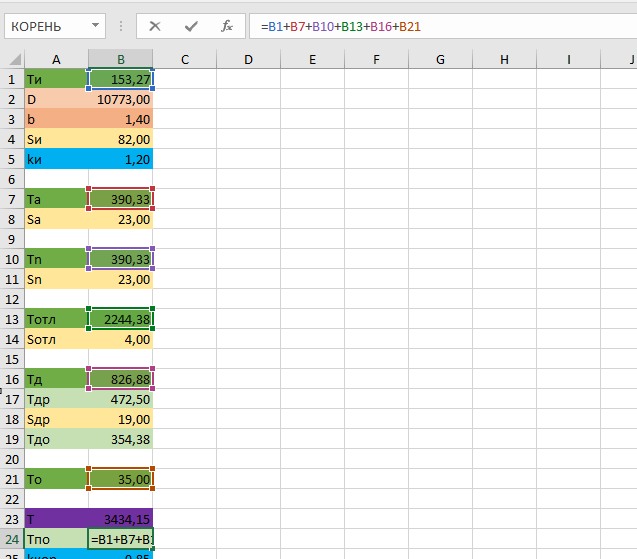 КОРЕНЬ =B1+B7+B10+B13+B16+B21
A B C D E F G H I J
1 Ти 153,27
2 D 10773,00
3 b 1,40
4 Sи 82,00
5 kи 1,20
6
7 Та 390,33
8 Sa 23,00
9
10 Тп 390,33
11 Sп 23,00
12
13 Тотл 2244,38
14 Sотл 4,00
15
16 Тд 826,88
17 Тдр 472,50
18 Sдр 19,00
19 Тдо 354,38
20
21 То 35,00
22
23 Т 3434,15
24 Тпо =B1+B7+B1
25 kкор 0,85